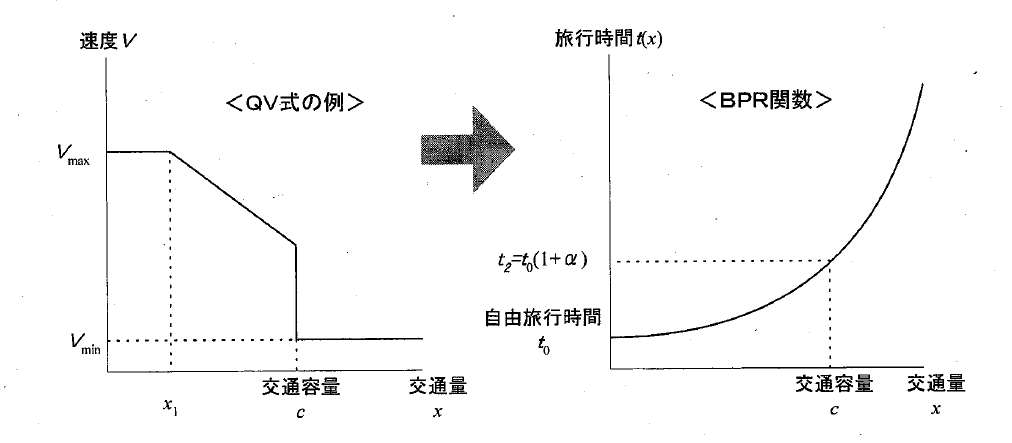 速度V
<QV式の例>
Vmax
Vmin
x1
交通容量
c
交通量
x
旅行時間t(x)
<BPR関数>
t2=t0(1+α)
自由旅行時間
t0
交通容量
c
交通量
x